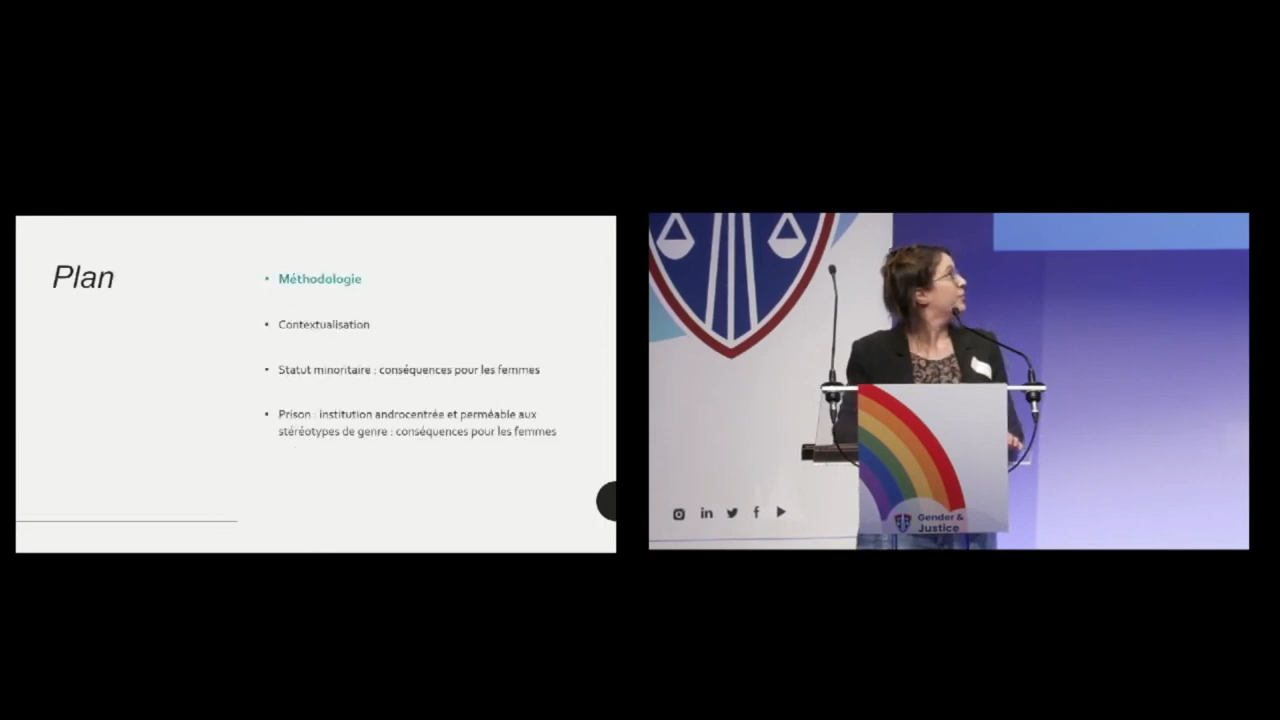 Plan
• Méthodologie
• Contextualisation
• Statut minoritaire : conséquences pour les femmes
• Prison : institution androcentrée et perméable aux
stéréotypes de genre : conséquences pour les femmes
Gender &
Justice